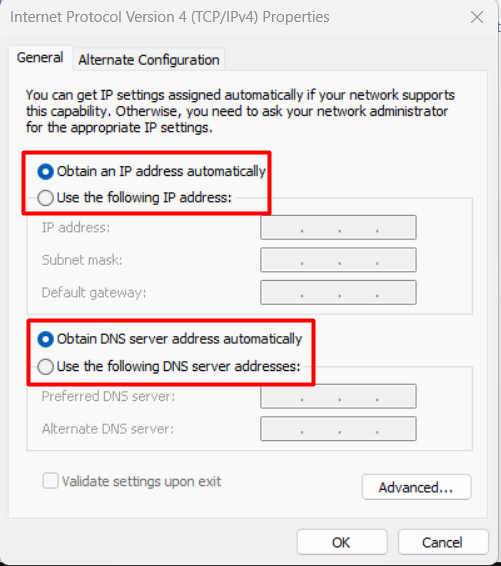 Internet Protocol Version 4 (TCP/IPv4) Properties
General Alternate Configuration
You can get IP settings assigned automatically if your network supports
this capability. Otherwise, you need to ask your network administrator
for the appropriate IP settings.
Obtain an IP address automatically
Use the following IP address:
IP address:
Subnet mask:
Default gateway:
Obtain DNS server address automatically
Use the following DNS server addresses:
Preferred DNS server:
Alternate DNS server:
Validate settings upon exit
Advanced...
OK Cancel